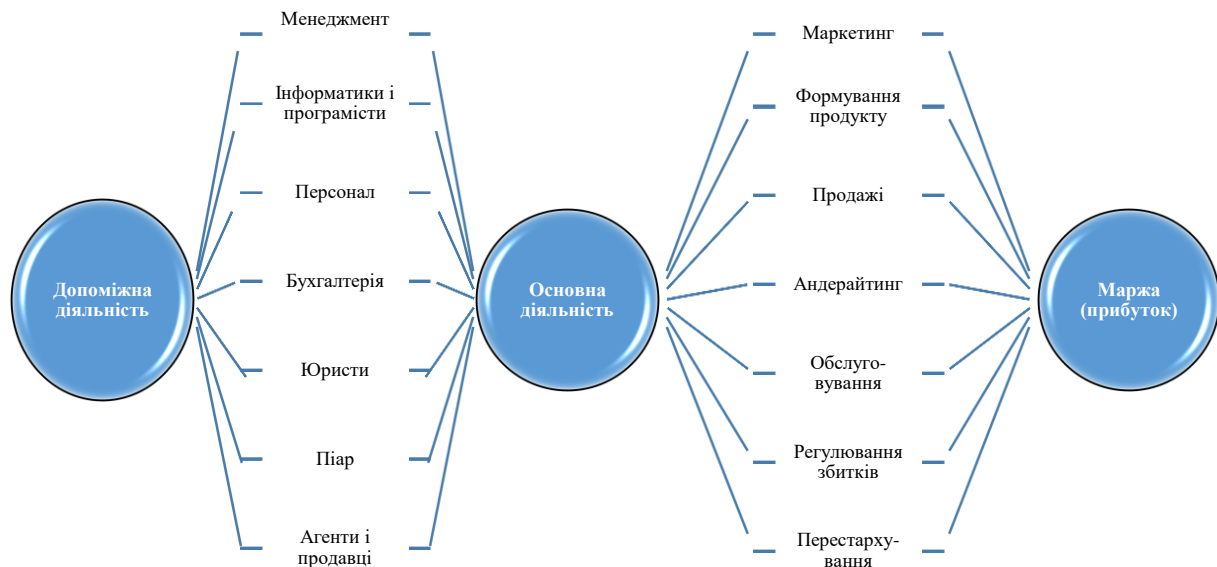 Менеджмент
Інформатики і
програмісти
Персонал
Бухгалтерія
Юристи
Піар
Агенти і
продавці
Допоміжна
діяльність
Основна
діяльність
Маркетинг
Формування
продукту
Продажі
Андерайтинг
Обслуго-
вування
Регулювання
збитків
Перестарху-
вання
Маржа
(прибуток)